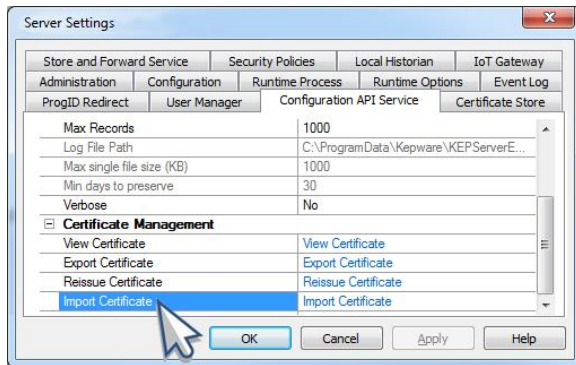 Server Settings
Store and Forward Service Security Policies Local Historian IoT Gateway
Administration Configuration Runtime Process Runtime Options Event Log
ProgID Redirect User Manager Configuration API Service Certificate Store
Max Records 1000
Log File Path C:\ProgramData\Kepware\KEPServerE...
Max single file size (KB) 1000
Min days to preserve 30
Verbose No
Certificate Management
View Certificate View Certificate
Export Certificate Export Certificate
Reissue Certificate Reissue Certificate
Import Certificate Import Certificate
OK Cancel Apply Help